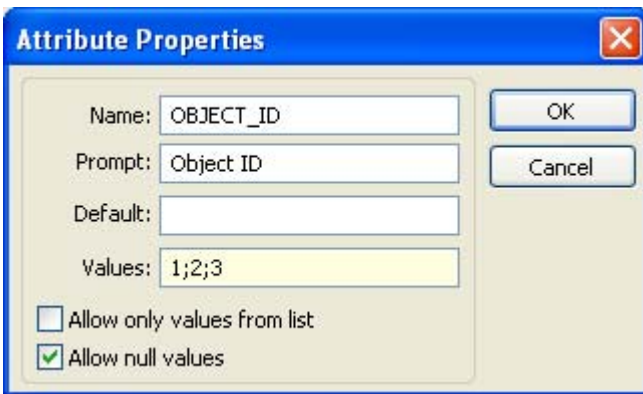 Attribute Properties
Name: OBJECT_ID
OK
Prompt: Object ID
Cancel
Default:
Values: 1;2;3
Allow only values from list
Allow null values